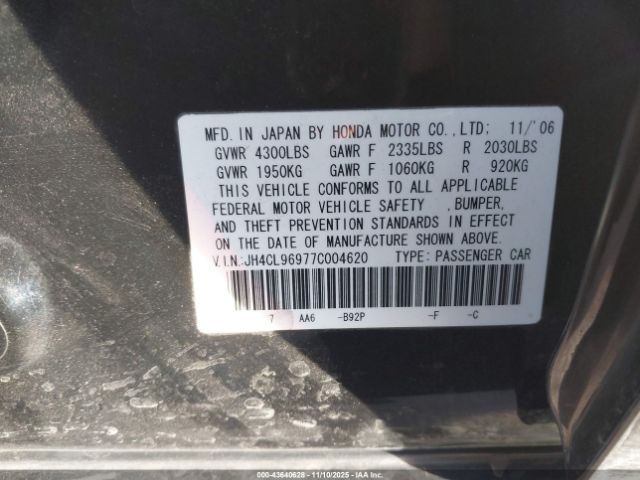 MFD. IN JAPAN BY HONDA MOTOR CO.,LTD; 11/'06
GVWR 4300LBS GAWR F 2335LBS R 2030LBS
GVWR 1950KG GAWR F 1060KG R 920KG
THIS VEHICLE CONFORMS TO ALL APPLICABLE
FEDERAL MOTOR VEHICLE SAFETY , BUMPER,
AND THEFT PREVENTION STANDARDS IN EFFECT
ON THE DATE OF MANUFACTURE SHOWN ABOVE.
V.I.N.:JH4CL96977C004620 TYPE: PASSENGER CAR
7 AA6 -B92P -F -C
000-43640628 - 11/10/2025 - IAA Inc.